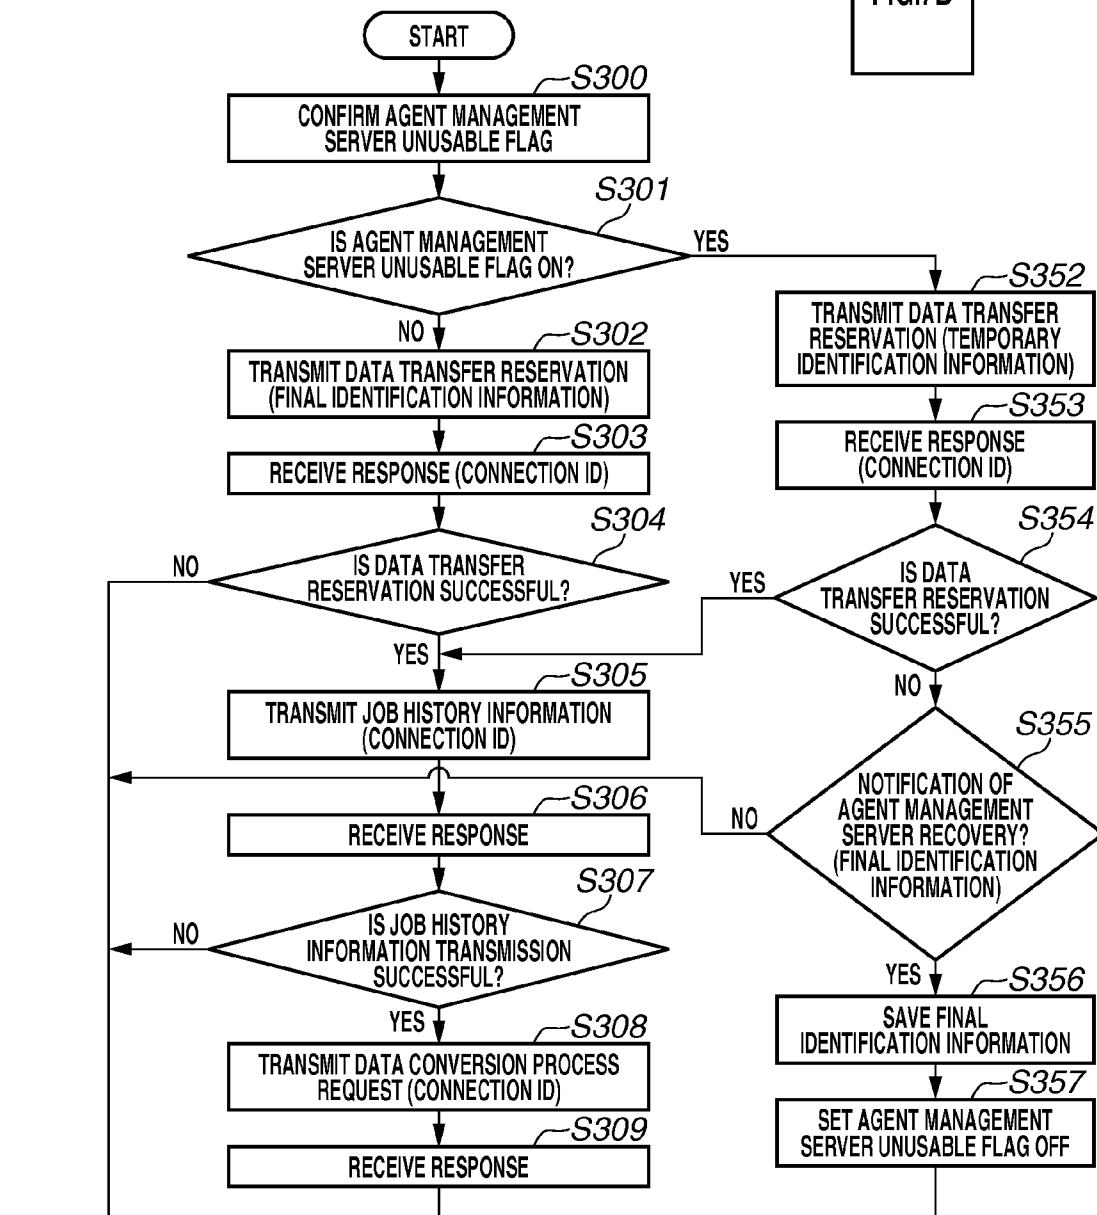 FIG.7B
START
S300
CONFIRM AGENT MANAGEMENT
SERVER UNUSABLE FLAG
S301
IS AGENT MANAGEMENT
SERVER UNUSABLE FLAG ON?
YES
NO
S302
TRANSMIT DATA TRANSFER RESERVATION
(FINAL IDENTIFICATION INFORMATION)
S303
RECEIVE RESPONSE (CONNECTION ID)
S304
IS DATA TRANSFER
RESERVATION SUCCESSFUL?
NO
YES
S305
TRANSMIT JOB HISTORY INFORMATION
(CONNECTION ID)
S306
RECEIVE RESPONSE
S307
IS JOB HISTORY
INFORMATION TRANSMISSION
SUCCESSFUL?
NO
YES
S308
TRANSMIT DATA CONVERSION PROCESS
REQUEST (CONNECTION ID)
S309
RECEIVE RESPONSE
S352
TRANSMIT DATA TRANSFER
RESERVATION (TEMPORARY
IDENTIFICATION INFORMATION)
S353
RECEIVE RESPONSE
(CONNECTION ID)
S354
IS DATA
TRANSFER RESERVATION
SUCCESSFUL?
YES
NO
S355
NOTIFICATION OF
AGENT MANAGEMENT
SERVER RECOVERY?
(FINAL IDENTIFICATION
INFORMATION)
NO
YES
S356
SAVE FINAL
IDENTIFICATION INFORMATION
S357
SET AGENT MANAGEMENT
SERVER UNUSABLE FLAG OFF